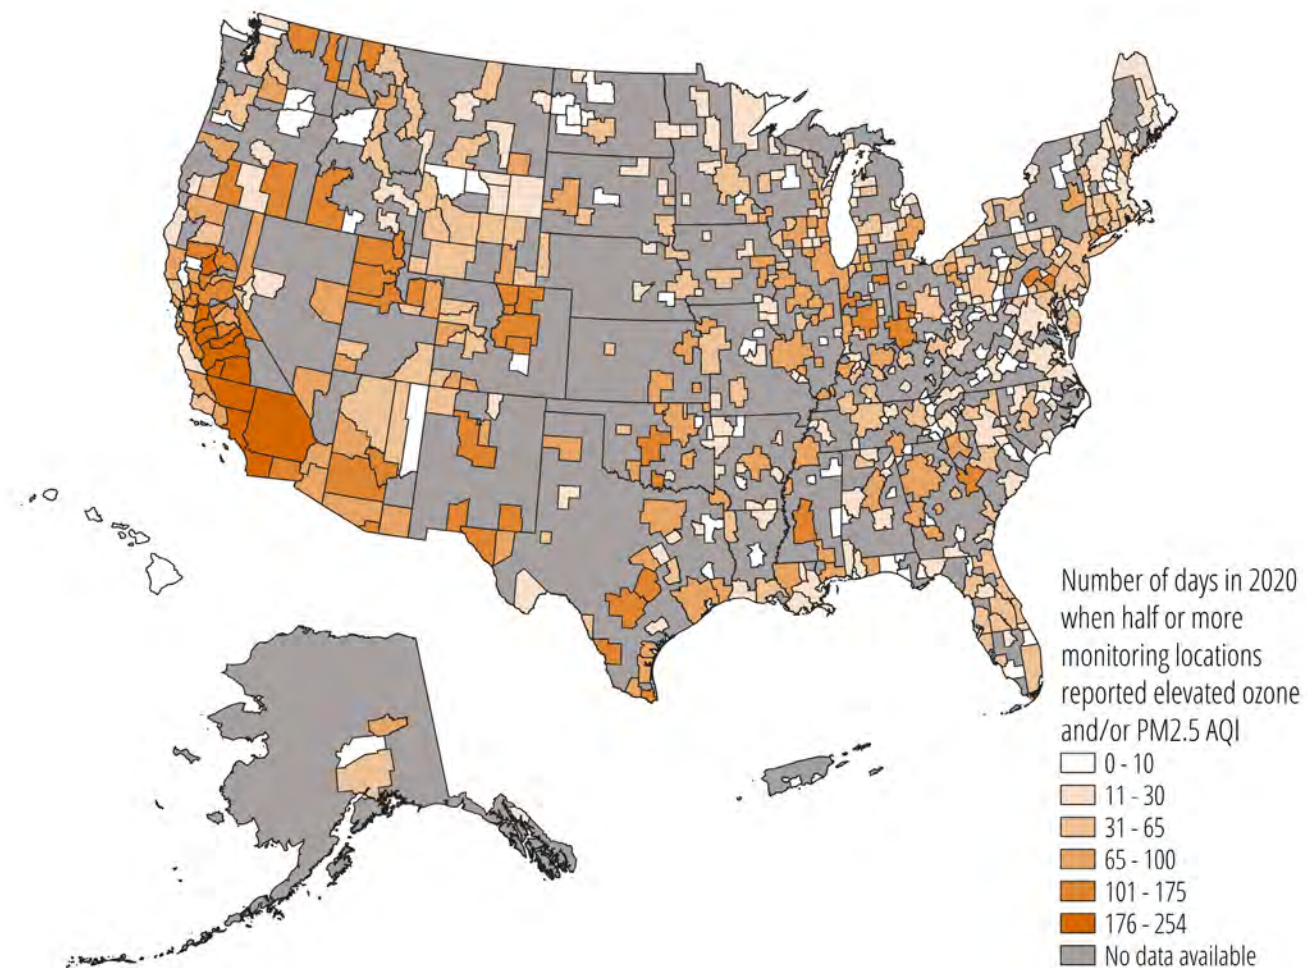 Number of days in 2020
when half or more
monitoring locations
reported elevated ozone
and/or PM2.5 AQI
0 - 10
11 - 30
31 - 65
65 - 100
101 - 175
176 - 254
No data available